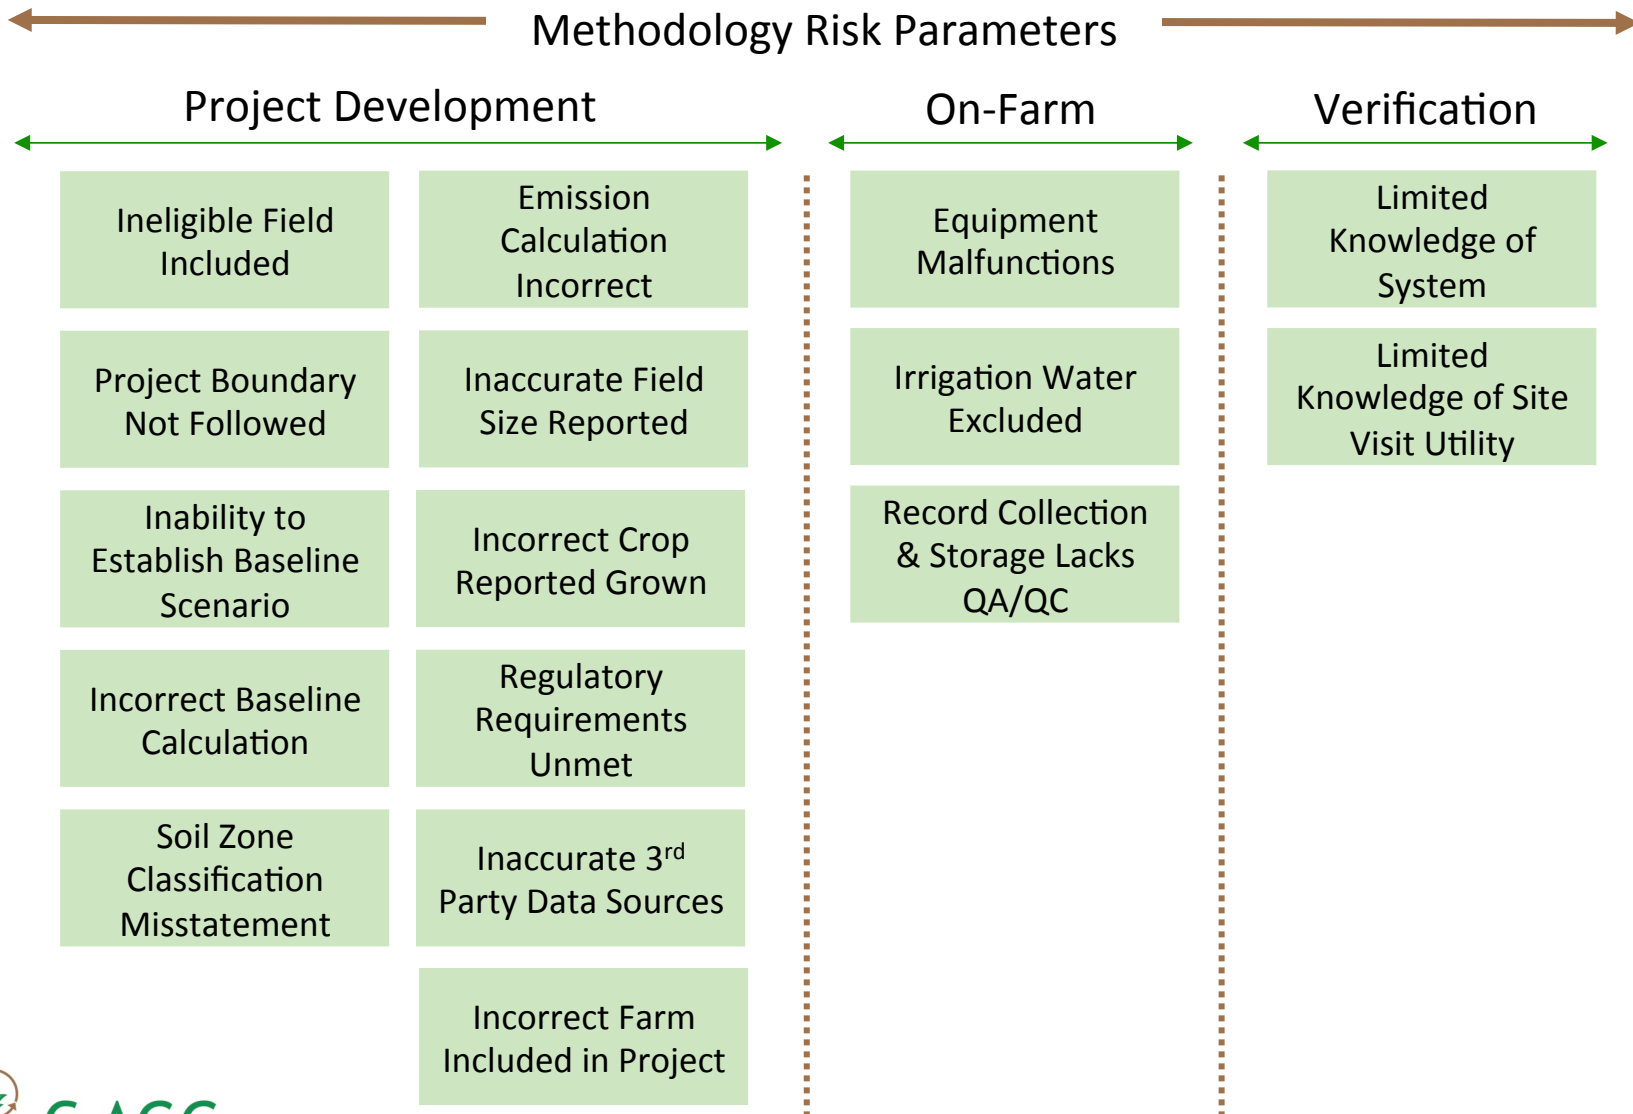 Methodology Risk Parameters
Project Development
On-Farm
Verification
Ineligible Field
Included
Project Boundary
Not Followed
Inability to
Establish Baseline
Scenario
Incorrect Baseline
Calculation
Soil Zone
Classification
Misstatement
Emission
Calculation
Incorrect
Inaccurate Field
Size Reported
Incorrect Crop
Reported Grown
Regulatory
Requirements
Unmet
Inaccurate 3rd
Party Data Sources
Incorrect Farm
Included in Project
Equipment
Malfunctions
Irrigation Water
Excluded
Record Collection
& Storage Lacks
QA/QC
Limited
Knowledge of
System
Limited
Knowledge of Site
Visit Utility